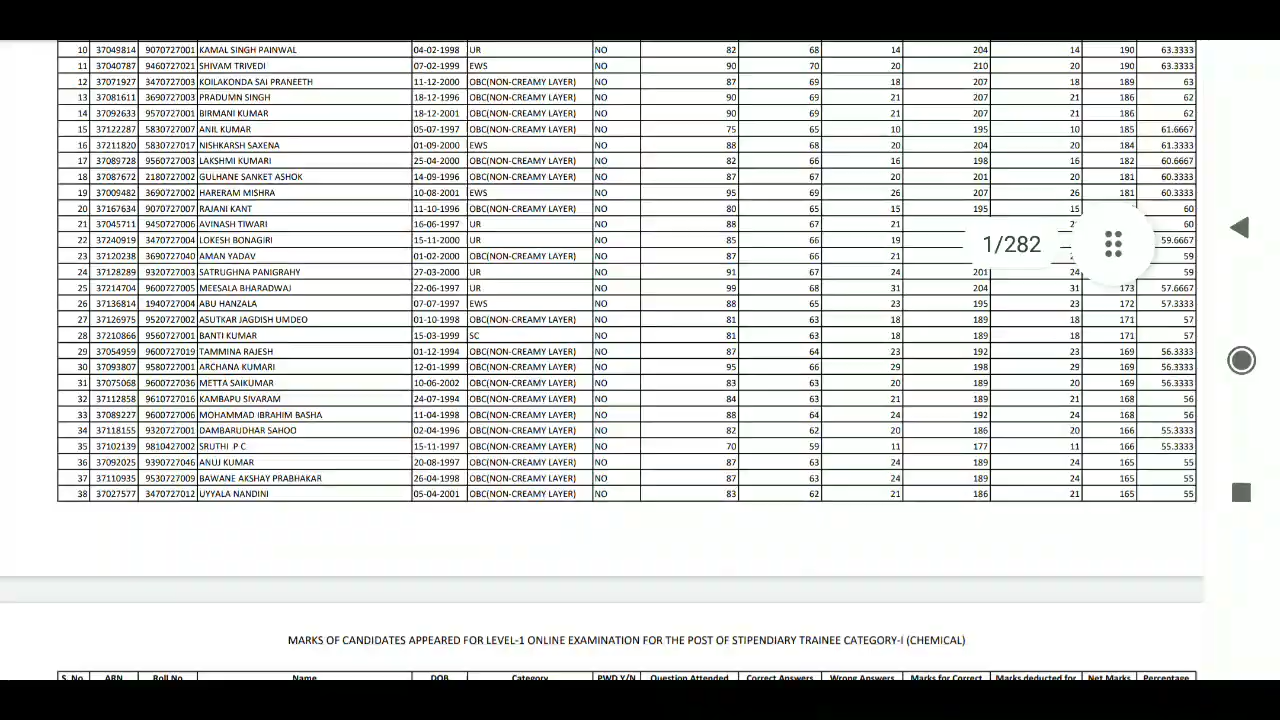 10 37049814 9070727001 KAMAL SINGH PAINWAL 04-02-1998 UR NO 82 68 14 204 14 190 63.3333
11 37040787 9460727021 SHIVAM TRIVEDI 07-02-1999 EWS NO 90 70 20 210 20 190 63.3333
12 37071927 3470727003 KOILAKONDA SAI PRANEETH 11-12-2000 OBC(NON-CREAMY LAYER) NO 87 69 18 207 18 189 63
13 37081611 3690727003 PRADUMN SINGH 18-12-1996 OBC(NON-CREAMY LAYER) NO 90 69 21 207 21 186 62
14 37092633 9570727001 BIRMANI KUMAR 18-12-2001 OBC(NON-CREAMY LAYER) NO 90 69 21 207 21 186 62
15 37122287 5830727007 ANIL KUMAR 05-07-1997 OBC(NON-CREAMY LAYER) NO 75 65 10 195 10 185 61.6667
16 37211820 5830727017 NISHKARSH SAXENA 01-09-2000 EWS NO 88 68 20 204 20 184 61.3333
17 37089728 9560727003 LAKSHMI KUMARI 25-04-2000 OBC(NON-CREAMY LAYER) NO 82 66 16 198 16 182 60.6667
18 37087672 2180727002 GULHANE SANKET ASHOK 14-09-1996 OBC(NON-CREAMY LAYER) NO 87 67 20 201 20 181 60.3333
19 37009482 3690727002 HARERAM MISHRA 10-08-2001 EWS NO 95 69 26 207 26 181 60.3333
20 37167634 9070727007 RAJANI KANT 11-10-1996 OBC(NON-CREAMY LAYER) NO 80 65 15 195 15 60
21 37045711 9450727006 AVINASH TIWARI 16-06-1997 UR NO 88 67 21 60
22 37240919 3470727004 LOKESH BONAGIRI 15-11-2000 UR NO 85 66 19 59.6667
23 37120238 3690727040 AMAN YADAV 01-02-2000 OBC(NON-CREAMY LAYER) NO 87 66 21 59
24 37128289 9320727003 SATRUGHNA PANIGRAHY 27-03-2000 UR NO 91 67 24 201 24 59
25 37214704 9600727005 MEESALA BHARADWAJ 22-06-1997 UR NO 99 68 31 204 31 173 57.6667
26 37136814 1940727004 ABU HANZALA 07-07-1997 EWS NO 88 65 23 195 23 172 57.3333
27 37126975 9520727002 ASUTKAR JAGDISH UMDEO 01-10-1998 OBC(NON-CREAMY LAYER) NO 81 63 18 189 18 171 57
28 37210866 9560727001 BANTI KUMAR 15-03-1999 SC NO 81 63 18 189 18 171 57
29 37054959 9600727019 TAMMINA RAJESH 01-12-1994 OBC(NON-CREAMY LAYER) NO 87 64 23 192 23 169 56.3333
30 37093807 9580727001 ARCHANA KUMARI 12-01-1999 OBC(NON-CREAMY LAYER) NO 95 66 29 198 29 169 56.3333
31 37075068 9600727036 METTA SAIKUMAR 10-06-2002 OBC(NON-CREAMY LAYER) NO 83 63 20 189 20 169 56.3333
32 37112858 9610727016 KAMBAPU SIVARAM 24-07-1994 OBC(NON-CREAMY LAYER) NO 84 63 21 189 21 168 56
33 37089227 9600727006 MOHAMMAD IBRAHIM BASHA 11-04-1998 OBC(NON-CREAMY LAYER) NO 88 64 24 192 24 168 56
34 37118155 9320727001 DAMBARUDHAR SAHOO 02-04-1996 OBC(NON-CREAMY LAYER) NO 82 62 20 186 20 166 55.3333
35 37102139 9810427002 SRUTHI P C 15-11-1997 OBC(NON-CREAMY LAYER) NO 70 59 11 177 11 166 55.3333
36 37092025 9390727046 ANUJ KUMAR 20-08-1997 OBC(NON-CREAMY LAYER) NO 87 63 24 189 24 165 55
37 37110935 9530727009 BAWANE AKSHAY PRABHAKAR 26-04-1998 OBC(NON-CREAMY LAYER) NO 87 63 24 189 24 165 55
38 37027577 3470727012 UYYALA NANDINI 05-04-2001 OBC(NON-CREAMY LAYER) NO 83 62 21 186 21 165 55
1/282
MARKS OF CANDIDATES APPEARED FOR LEVEL-1 ONLINE EXAMINATION FOR THE POST OF STIPENDIARY TRAINEE CATEGORY-I (CHEMICAL)
S. No ARN Roll No Name DOB Category PWD Y/N Question Attended Correct Answers Wrong Answers Marks for Correct Marks deducted for Net Marks Percentage